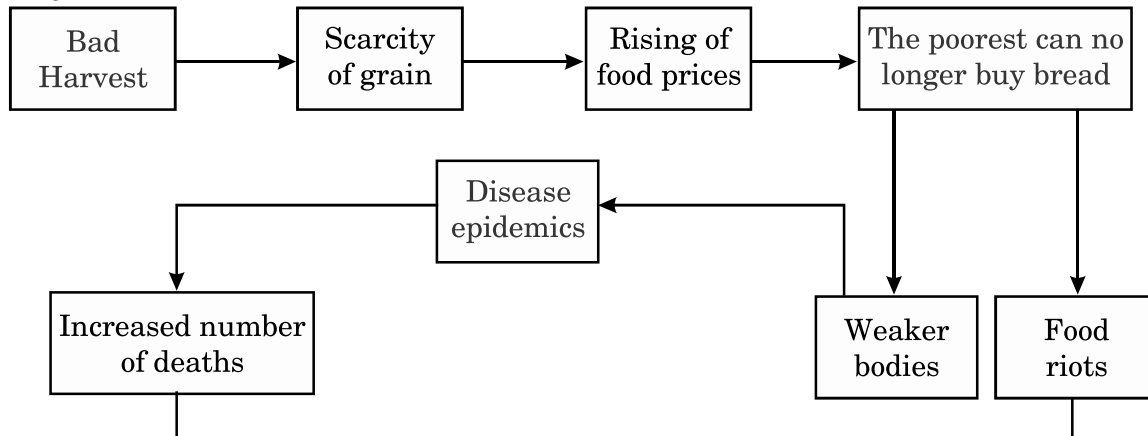 Bad
Harvest
Scarcity
of grain
Rising of
food prices
The poorest can no
longer buy bread
Disease
epidemics
Increased number
of deaths
Weaker
bodies
Food
riots